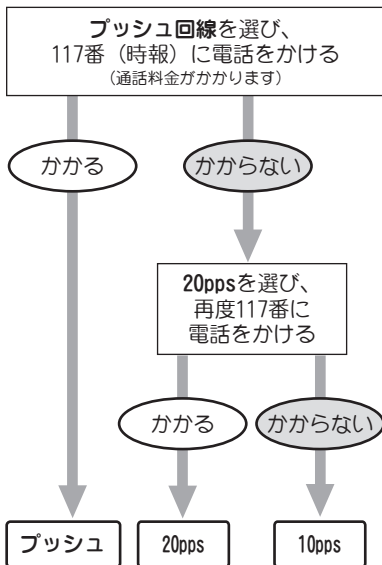 プッシュ回線を選び、
117番（時報）に電話をかける
（通話料金がかかります）
かかる
かからない
20ppsを選び、
再度117番に
電話をかける
かかる
かからない
プッシュ
20pps
10pps